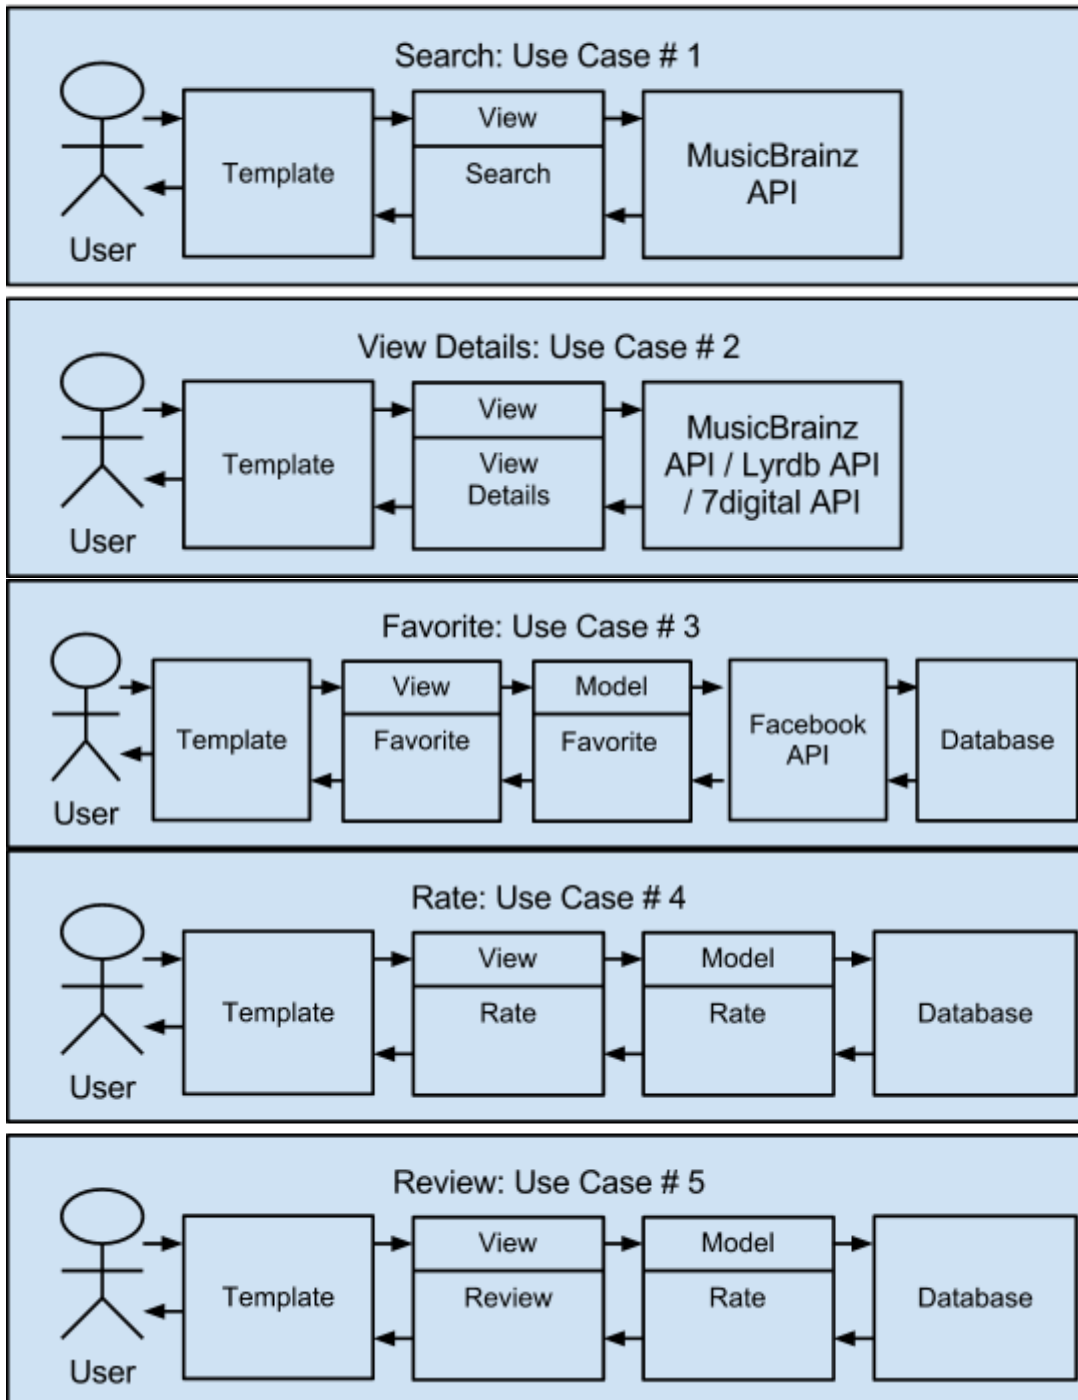 Search: Use Case # 1
View
Template
Search
MusicBrainz
API
User
View Details: Use Case # 2
View
Template
View
Details
MusicBrainz
API / Lyrdb API
/ 7digital API
User
Favorite: Use Case # 3
View
Model
Template
Favorite
Favorite
Facebook
API
Database
User
Rate: Use Case # 4
View
Model
Template
Rate
Rate
Database
User
Review: Use Case # 5
View
Model
Template
Review
Rate
Database
User